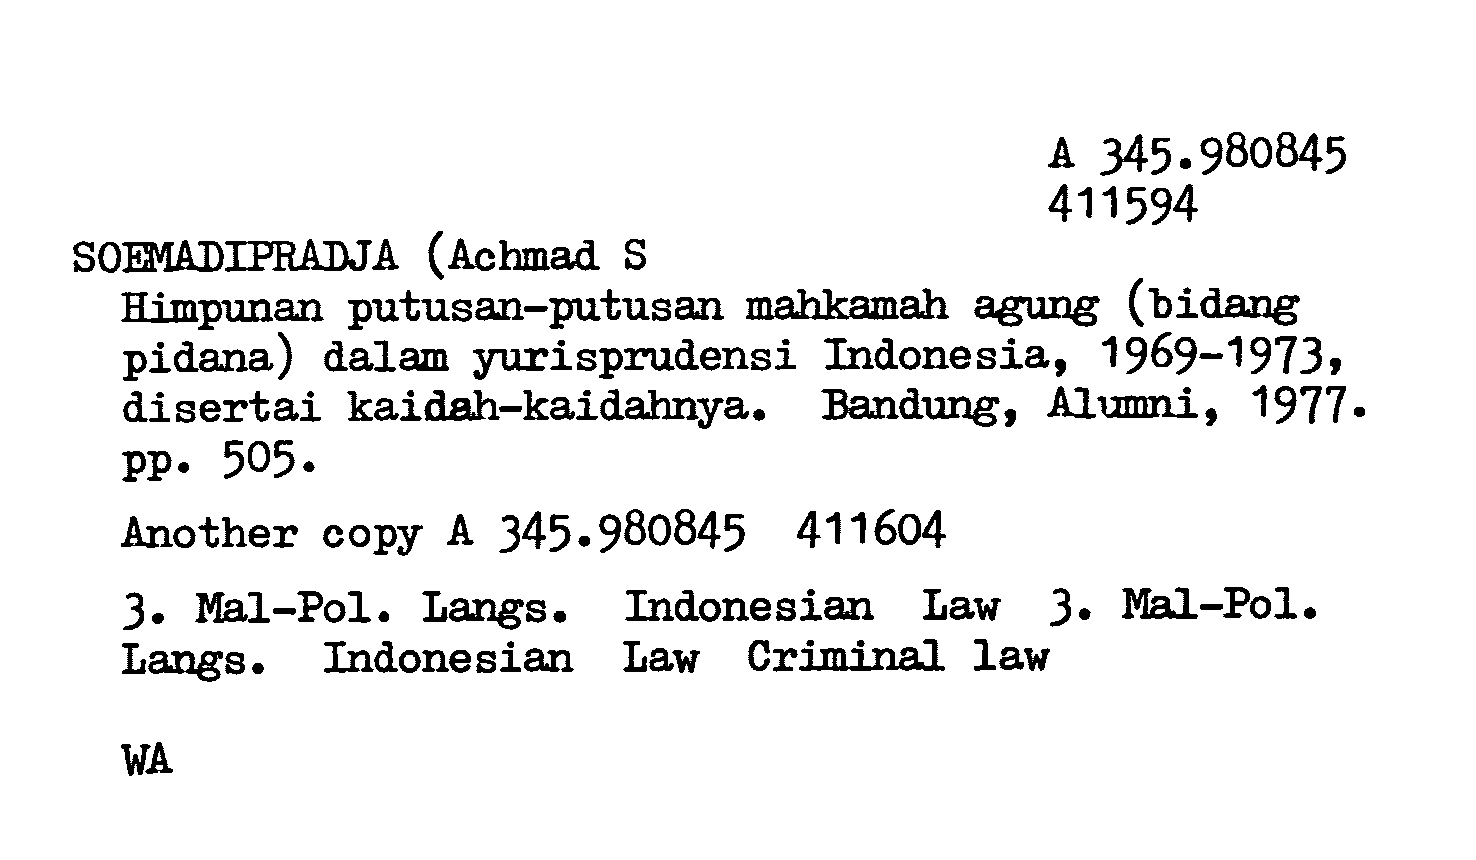 A 345.980845
411594
SOEMADIPRADJA (Achmad S
Himpunan putusan-putusan mahkamah agung (bidang
pidana) dalam yurisprudensi Indonesia, 1969-1973,
disertai kaidah-kaidahnya. Bandung, Alumni, 1977.
pp. 505.
Another copy A 345.980845 411604
3. Mal-Pol. Langs. Indonesian Law 3. Mal-Pol.
Langs. Indonesian Law Criminal law
WA